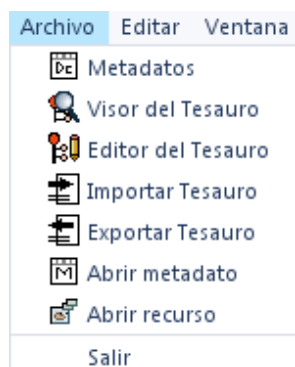 Archivo Editar Ventana
Metadatos
Visor del Tesauro
Editor del Tesauro
Importar Tesauro
Exportar Tesauro
Abrir metadato
Abrir recurso
Salir